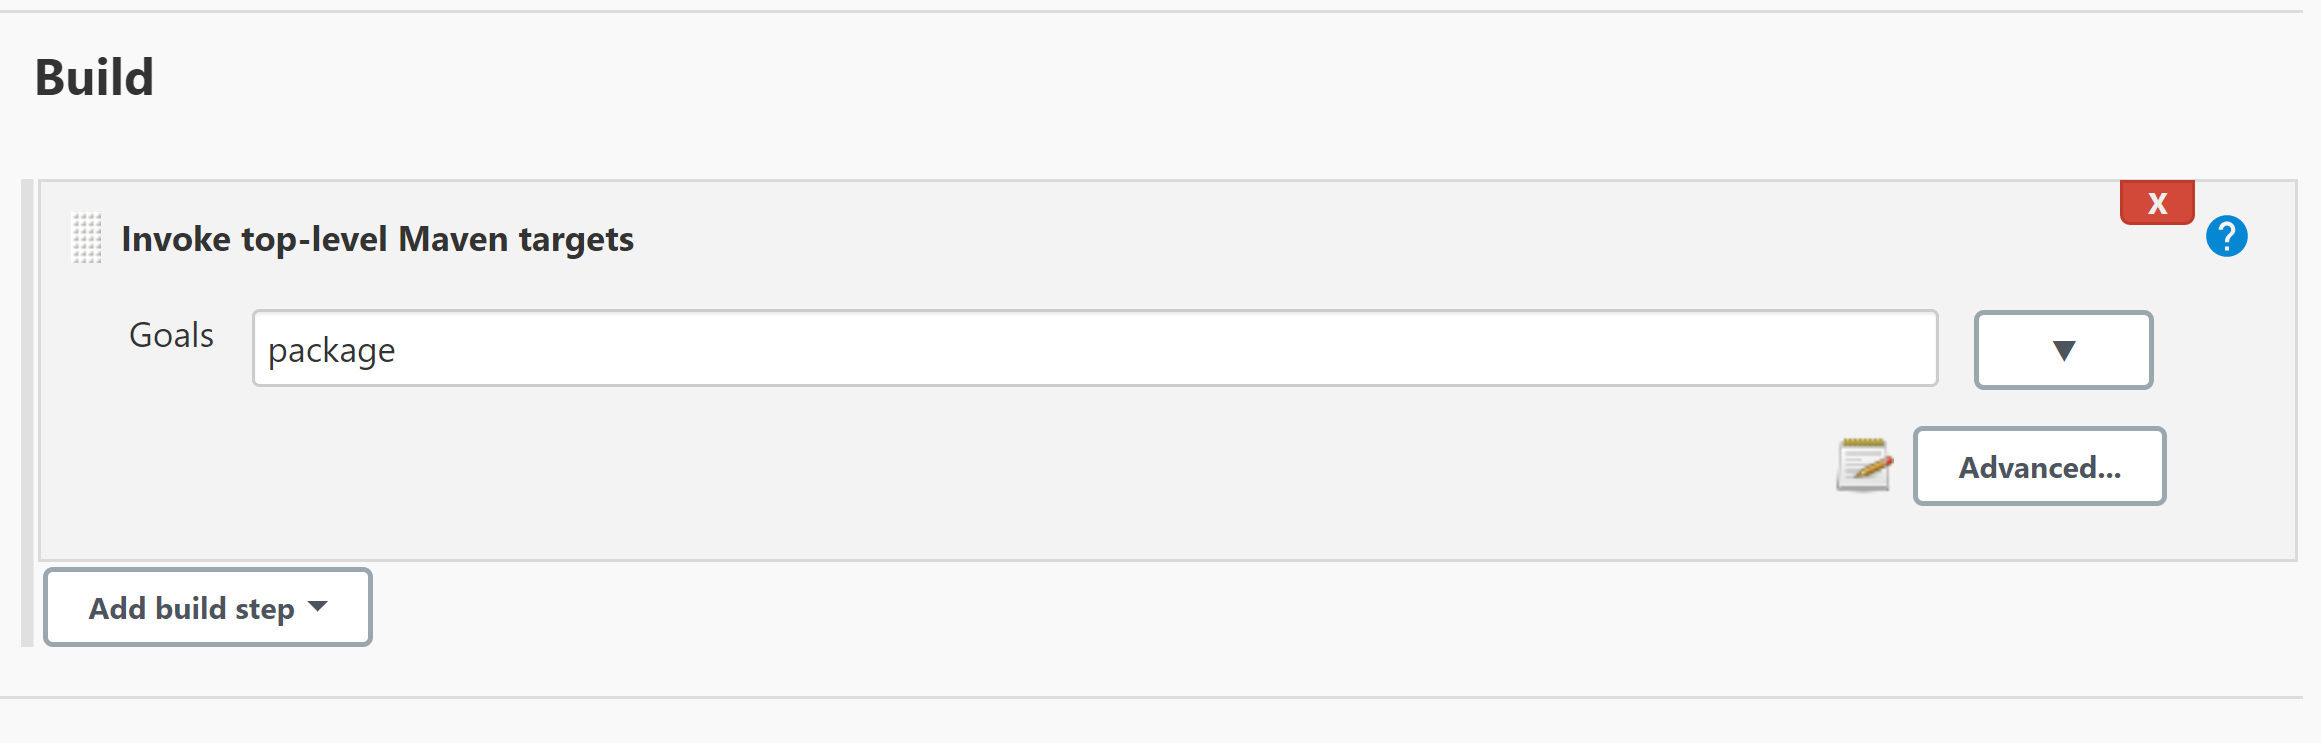 Build
Invoke top-level Maven targets
X
?
Goals
package
▼
Advanced...
Add build step